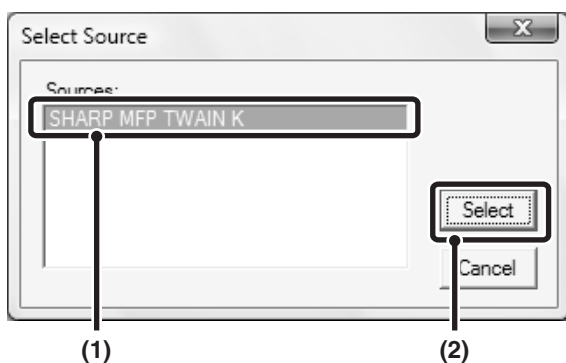 Select Source
Sources:
SHARP MFP TWAIN K
Select
Cancel
(1)
(2)